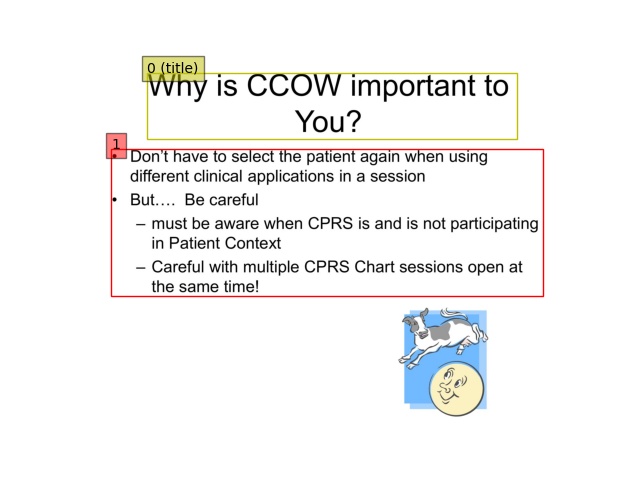 0 (title)
Why is CCOW important to
You?
1
• Don’t have to select the patient again when using
different clinical applications in a session
• But…. Be careful
– must be aware when CPRS is and is not participating
in Patient Context
– Careful with multiple CPRS Chart sessions open at
the same time!